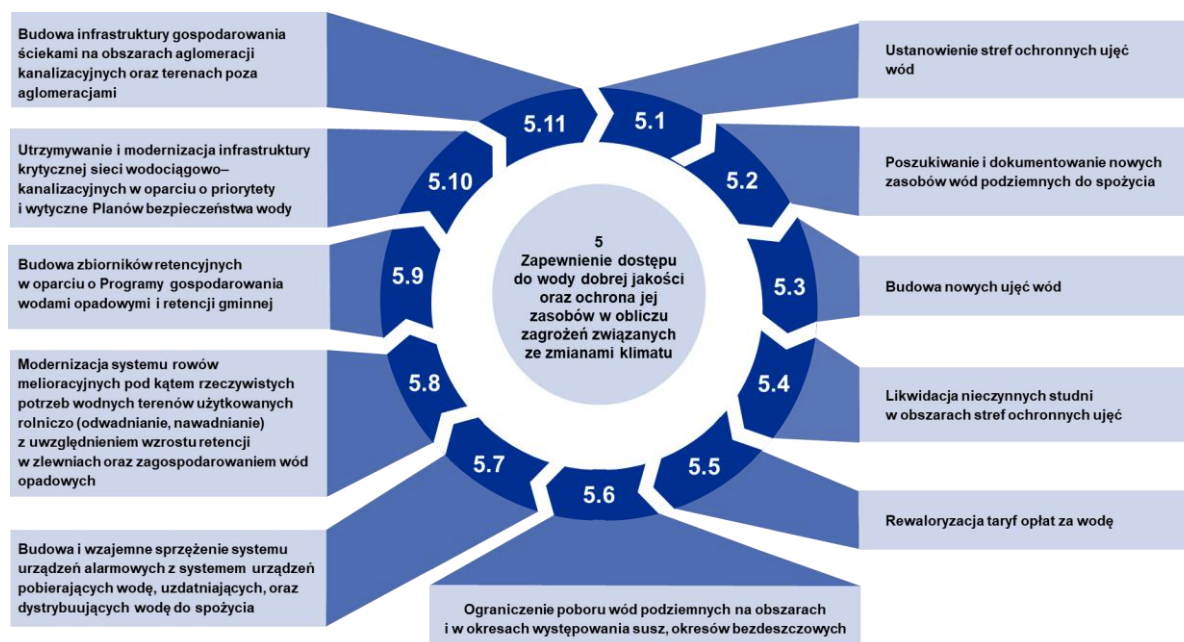 5
Zapewnienie dostępu
do wody dobrej jakości
oraz ochrona jej
zasobów w obliczu
zagrożeń związanych
ze zmianami klimatu
5.1
Ustanowienie stref ochronnych ujęć
wód
5.2
Poszukiwanie i dokumentowanie nowych
zasobów wód podziemnych do spożycia
5.3
Budowa nowych ujęć wód
5.4
Likwidacja nieczynnych studni
w obszarach stref ochronnych ujęć
5.5
Rewaloryzacja taryf opłat za wodę
5.6
Ograniczenie poboru wód podziemnych na obszarach
i w okresach występowania susz, okresów bezdeszczowych
5.7
Budowa i wzajemne sprzężenie systemu
urządzeń alarmowych z systemem urządzeń
pobierających wodę, uzdatniających, oraz
dystrybuujących wodę do spożycia
5.8
Modernizacja systemu rowów
melioracyjnych pod kątem rzeczywistych
potrzeb wodnych terenów użytkowanych
rolniczo (odwadnianie, nawadnianie)
z uwzględnieniem wzrostu retencji
w zlewniach oraz zagospodarowaniem wód
opadowych
5.9
Budowa zbiorników retencyjnych
w oparciu o Programy gospodarowania
wodami opadowymi i retencji gminnej
5.10
Utrzymywanie i modernizacja infrastruktury
krytycznej sieci wodociągowo–
kanalizacyjnych w oparciu o priorytety
i wytyczne Planów bezpieczeństwa wody
5.11
Budowa infrastruktury gospodarowania
ściekami na obszarach aglomeracji
kanalizacyjnych oraz terenach poza
aglomeracjami